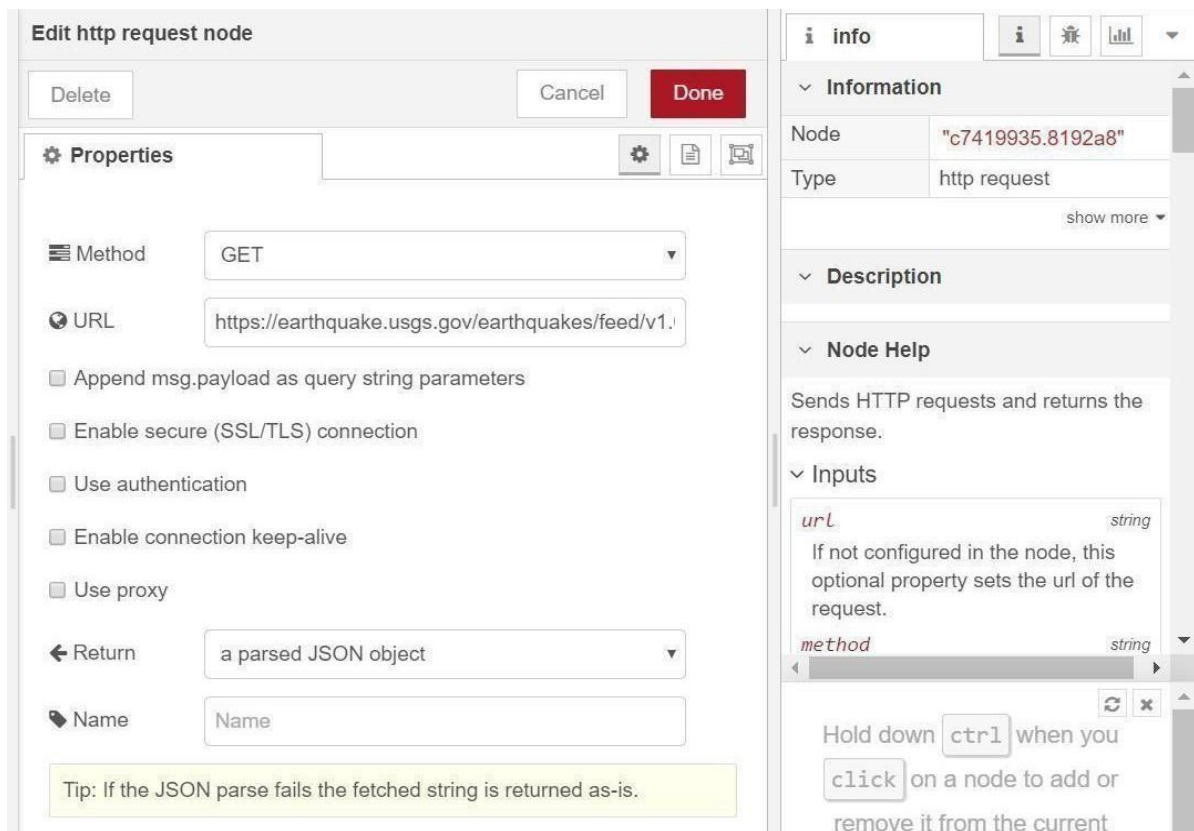 Edit http request node
Delete
Cancel
Done
Properties
Method
GET
URL
https://earthquake.usgs.gov/earthquakes/feed/v1.
Append msg.payload as query string parameters
Enable secure (SSL/TLS) connection
Use authentication
Enable connection keep-alive
Use proxy
Return
a parsed JSON object
Name
Name
Tip: If the JSON parse fails the fetched string is returned as-is.
info
Information
Node
"c7419935.8192a8"
Type
http request
show more
Description
Node Help
Sends HTTP requests and returns the
response.
Inputs
url
string
If not configured in the node, this
optional property sets the url of the
request.
method
string
Hold down ctrl when you
click on a node to add or
remove it from the current